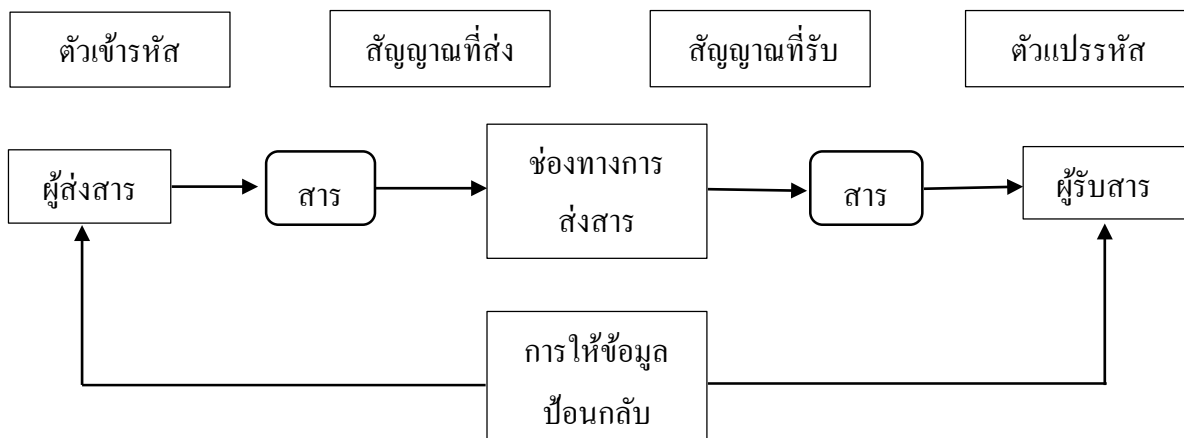 ตัวเข้ารหัส
สัญญาณที่ส่ง
สัญญาณที่รับ
ตัวแปรรหัส
ผู้ส่งสาร
สาร
ช่องทางการ
ส่งสาร
สาร
ผู้รับสาร
การให้ข้อมูล
ป้อนกลับ